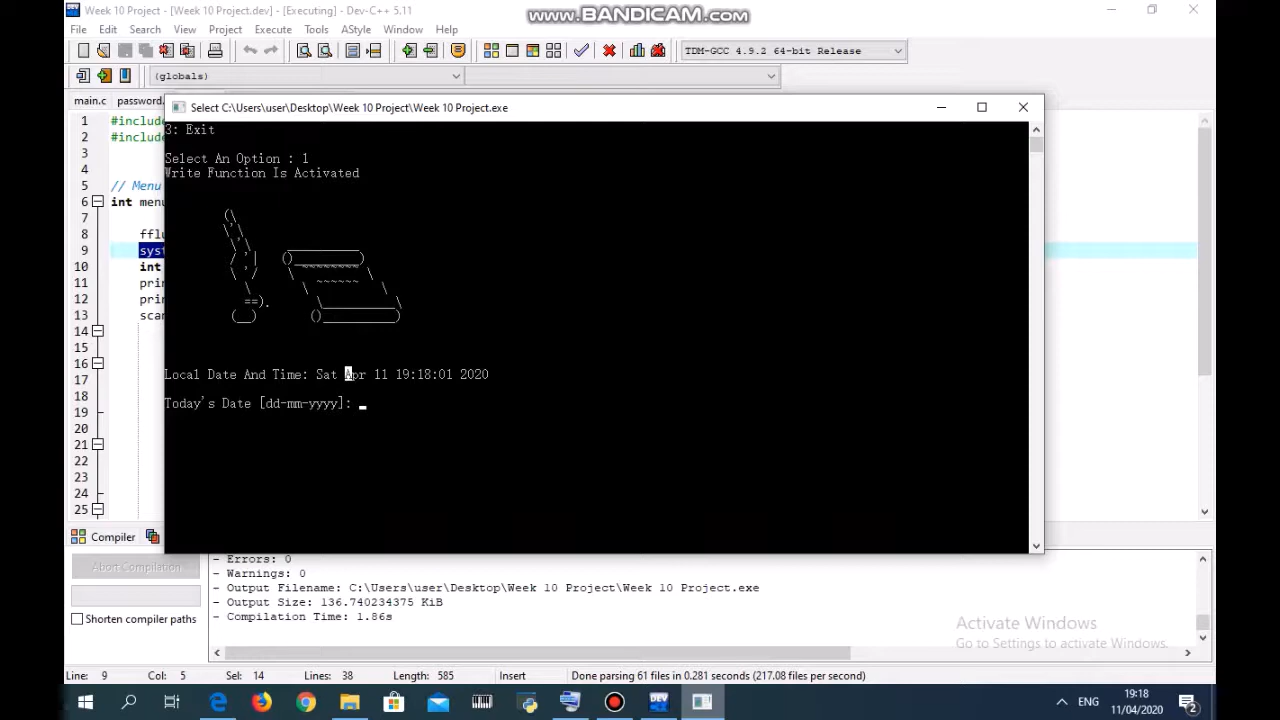 Week 10 Project - [Week 10 Project.dev] - [Executing] - Dev-C++ 5.11
www.BANDICAM.com
File Edit Search View Project Execute Tools AStyle Window Help
TDM-GCC 4.9.2 64-bit Release
(globals)
main.c password.
Select C:\Users\user\Desktop\Week 10 Project\Week 10 Project.exe
1 #include
2 #include
3
4
5 // Menu
6 int menu
7
8 fflu
9 syst
10 int
11 prin
12 prin
13 scan
14
15
16
17
18
19
20
21
22
23
24
25
3: Exit
Select An Option : 1
Write Function Is Activated
Local Date And Time: Sat Apr 11 19:18:01 2020
Today's Date [dd-mm-yyyy]: _
Compiler
Abort Compilation
Shorten compiler paths
- Errors: 0
- Warnings: 0
- Output Filename: C:\Users\user\Desktop\Week 10 Project\Week 10 Project.exe
- Output Size: 136.740234375 KiB
- Compilation Time: 1.86s
Activate Windows
Go to Settings to activate Windows.
Line: 9 Col: 5 Sel: 14 Lines: 38 Length: 585 Insert Done parsing 61 files in 0.281 seconds (217.08 files per second)
ENG
19:18
11/04/2020
2